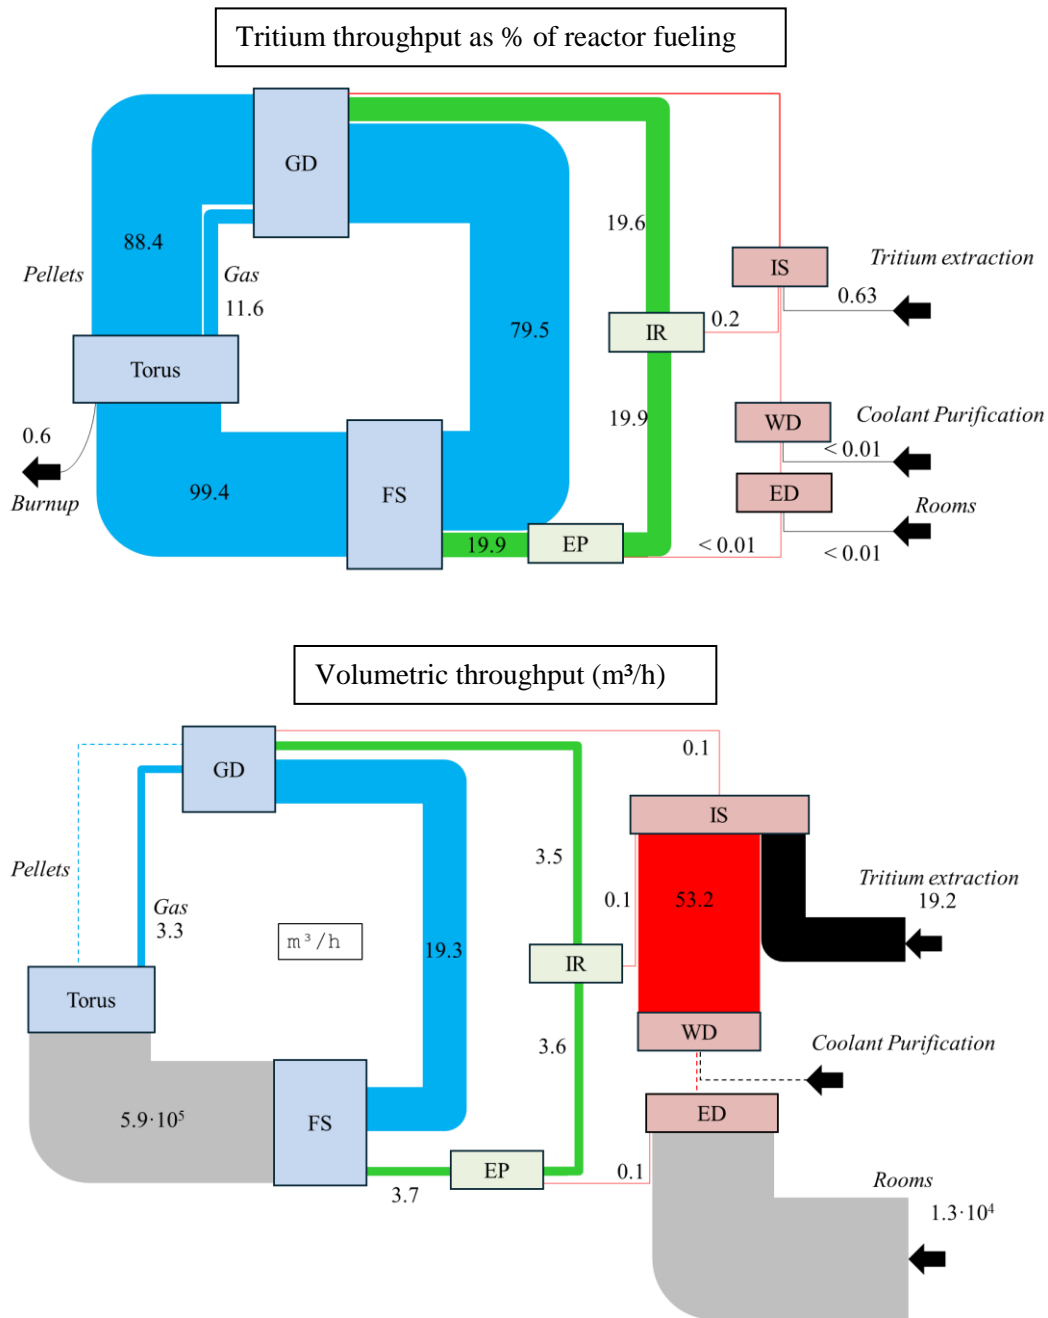 Tritium throughput as % of reactor fueling
GD
88.4
19.6
Pellets
Gas
11.6
IS
Tritium extraction
0.63
0.2
IR
79.5
Torus
0.6
Burnup
19.9
WD
Coolant Purification
< 0.01
99.4
FS
ED
Rooms
19.9
EP
< 0.01
< 0.01
Volumetric throughput (m³/h)
0.1
GD
IS
3.5
Pellets
Gas
3.3
0.1
53.2
Tritium extraction
19.2
m³/h
19.3
IR
Torus
WD
3.6
Coolant Purification
5.9·10⁵
FS
ED
EP
0.1
3.7
Rooms
1.3·10⁴